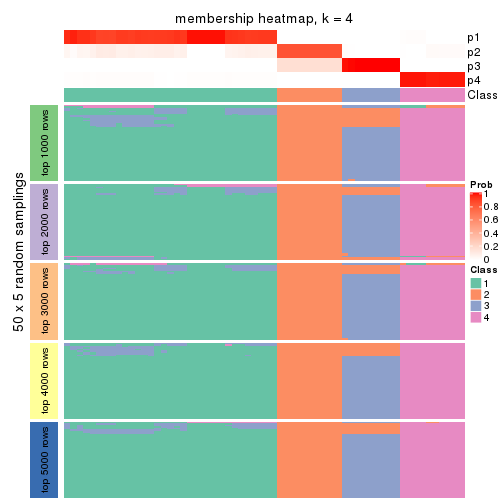 membership heatmap, k = 4
p1
p2
p3
p4
Class
50 x 5 random samplings
top 1000 rows
top 2000 rows
top 3000 rows
top 4000 rows
top 5000 rows
Prob
1
0.8
0.6
0.4
0.2
0
Class
1
2
3
4